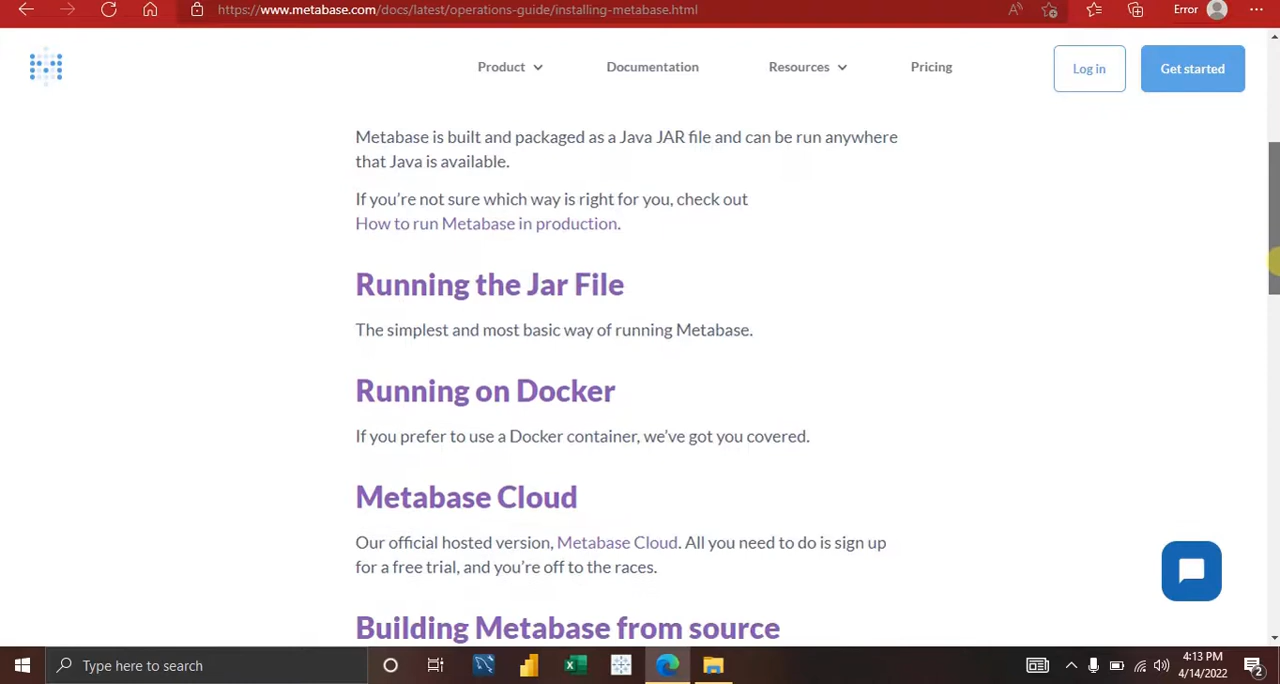 https://www.metabase.com/docs/latest/operations-guide/installing-metabase.html
Error
Product
Documentation
Resources
Pricing
Log in
Get started
Metabase is built and packaged as a Java JAR file and can be run anywhere
that Java is available.
If you’re not sure which way is right for you, check out
How to run Metabase in production.
Running the Jar File
The simplest and most basic way of running Metabase.
Running on Docker
If you prefer to use a Docker container, we’ve got you covered.
Metabase Cloud
Our official hosted version, Metabase Cloud. All you need to do is sign up
for a free trial, and you’re off to the races.
Building Metabase from source
Type here to search
4:13 PM
4/14/2022
2